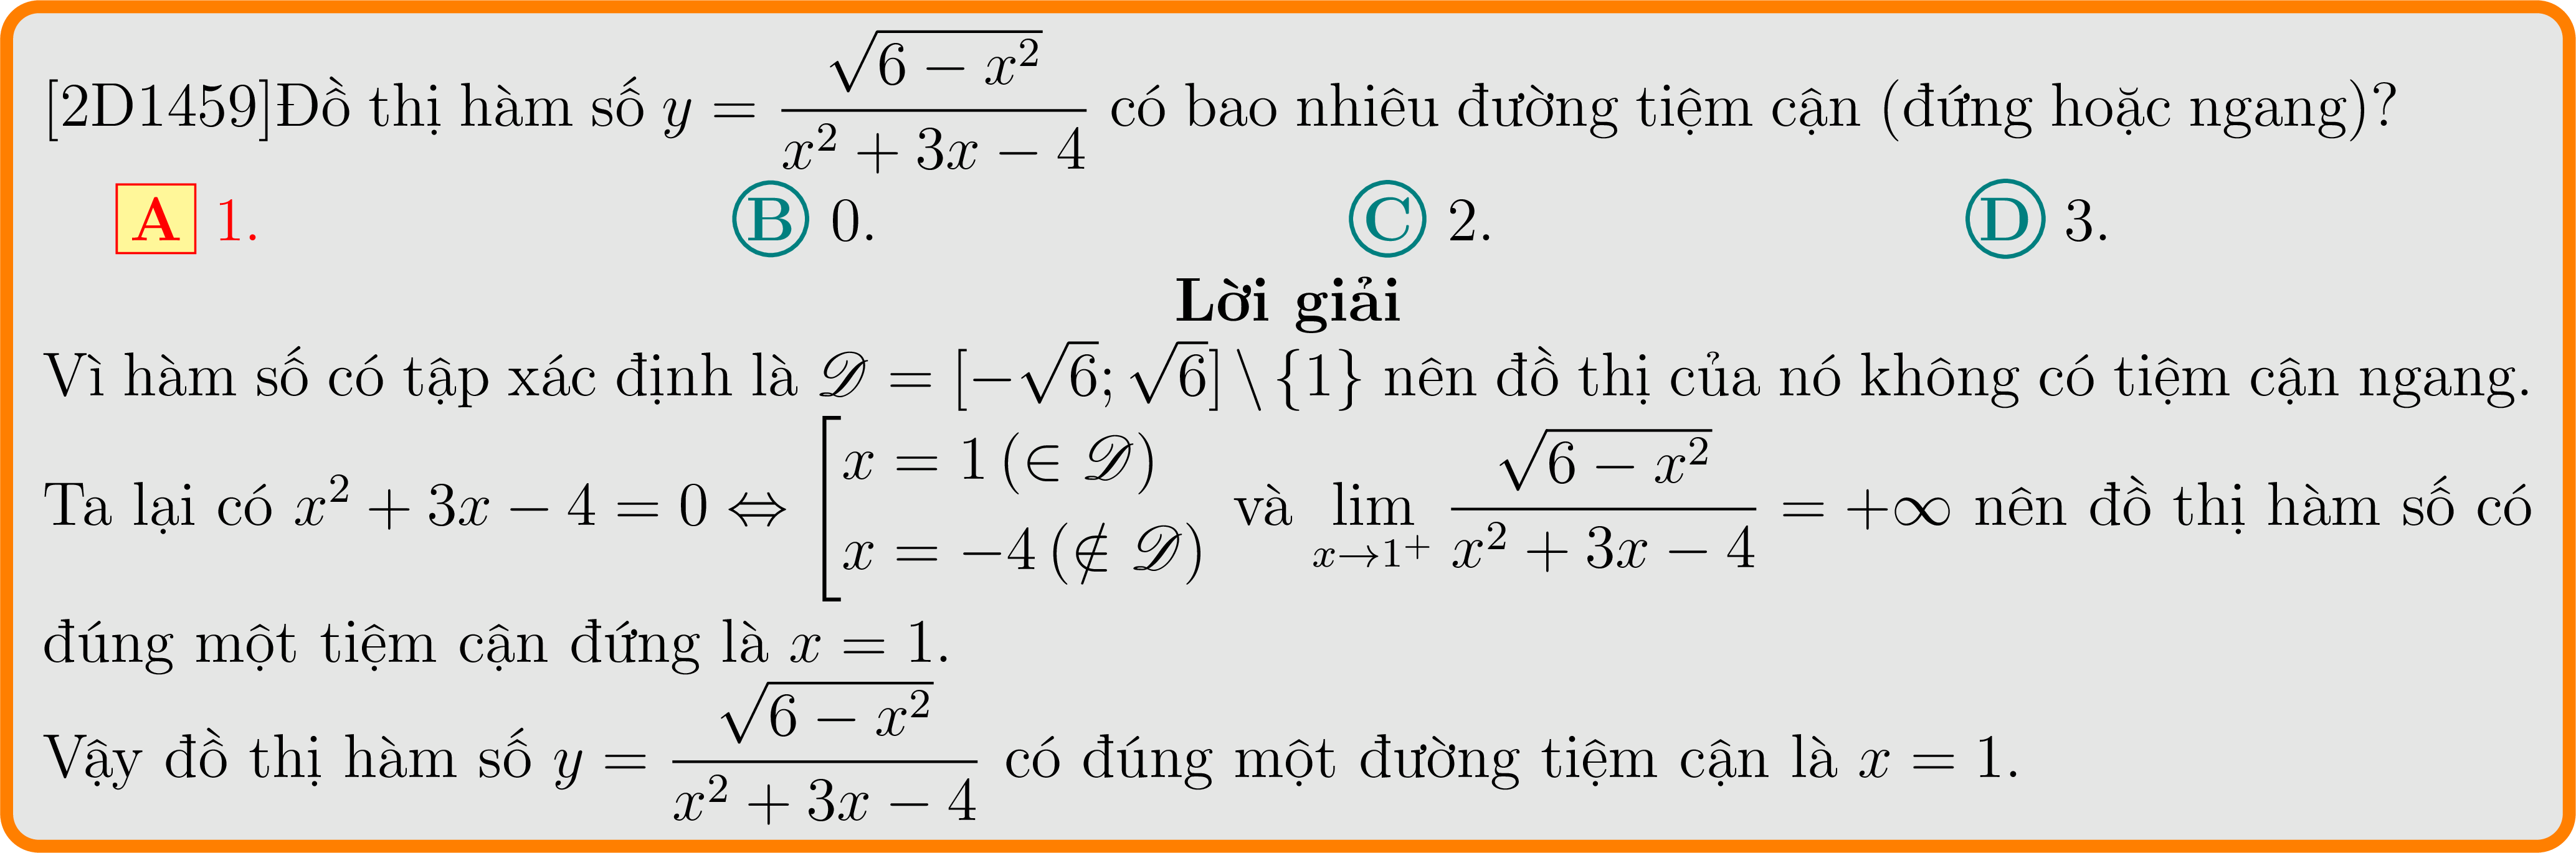 [2D1459]Đồ thị hàm số $y = \dfrac{\sqrt{6 - x^2}}{x^2 + 3x - 4}$ có bao nhiêu đường tiệm cận (đứng hoặc ngang)?
A 1. B 0. C 2. D 3.
Lời giải
Vì hàm số có tập xác định là $\mathscr{D} = [-\sqrt{6}; \sqrt{6}] \setminus \{1\}$ nên đồ thị của nó không có tiệm cận ngang.
Ta lại có $x^2 + 3x - 4 = 0 \Leftrightarrow \left[\begin{array}{l} x = 1 \, (\in \mathscr{D}) \\ x = -4 \, (\notin \mathscr{D}) \end{array}\right.$ và $\lim\limits_{x \to 1^+} \dfrac{\sqrt{6 - x^2}}{x^2 + 3x - 4} = +\infty$ nên đồ thị hàm số có
đúng một tiệm cận đứng là $x = 1$.
Vậy đồ thị hàm số $y = \dfrac{\sqrt{6 - x^2}}{x^2 + 3x - 4}$ có đúng một đường tiệm cận là $x = 1$.